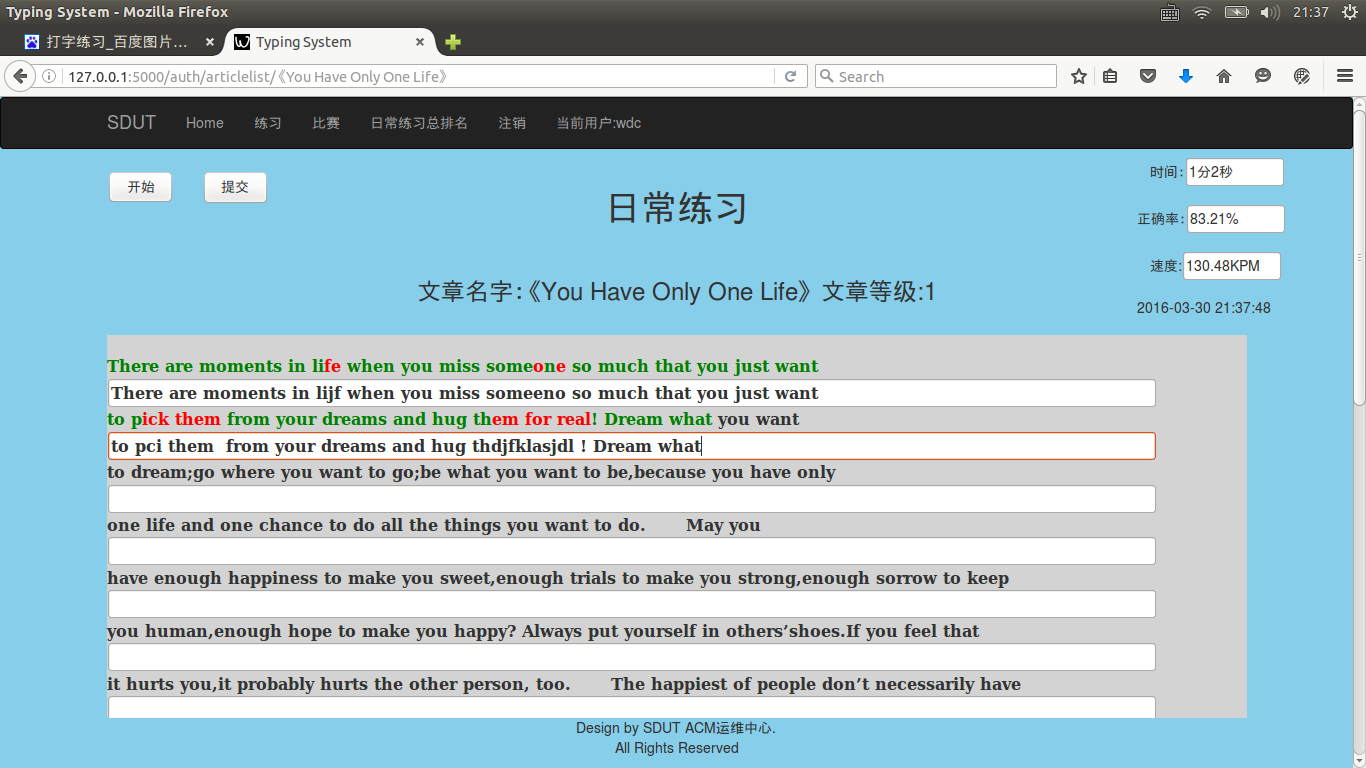 Typing System - Mozilla Firefox 21:37
打字练习_百度图片... Typing System
127.0.0.1:5000/auth/articlelist/《You Have Only One Life》 Search
SDUT Home 练习 比赛 日常练习总排名 注销 当前用户:wdc
开始 提交 时间: 1分2秒
日常练习
正确率: 83.21%
速度: 130.48KPM
文章名字:《You Have Only One Life》文章等级:1
2016-03-30 21:37:48
There are moments in life when you miss someone so much that you just want
There are moments in lijf when you miss someeno so much that you just want
to pick them from your dreams and hug them for real! Dream what you want
to pci them  from your dreams and hug thdjfklasjdl ! Dream what
to dream;go where you want to go;be what you want to be,because you have only
one life and one chance to do all the things you want to do.  May you
have enough happiness to make you sweet,enough trials to make you strong,enough sorrow to keep
you human,enough hope to make you happy? Always put yourself in others’shoes.If you feel that
it hurts you,it probably hurts the other person, too.  The happiest of people don’t necessarily have
Design by SDUT ACM运维中心.
All Rights Reserved